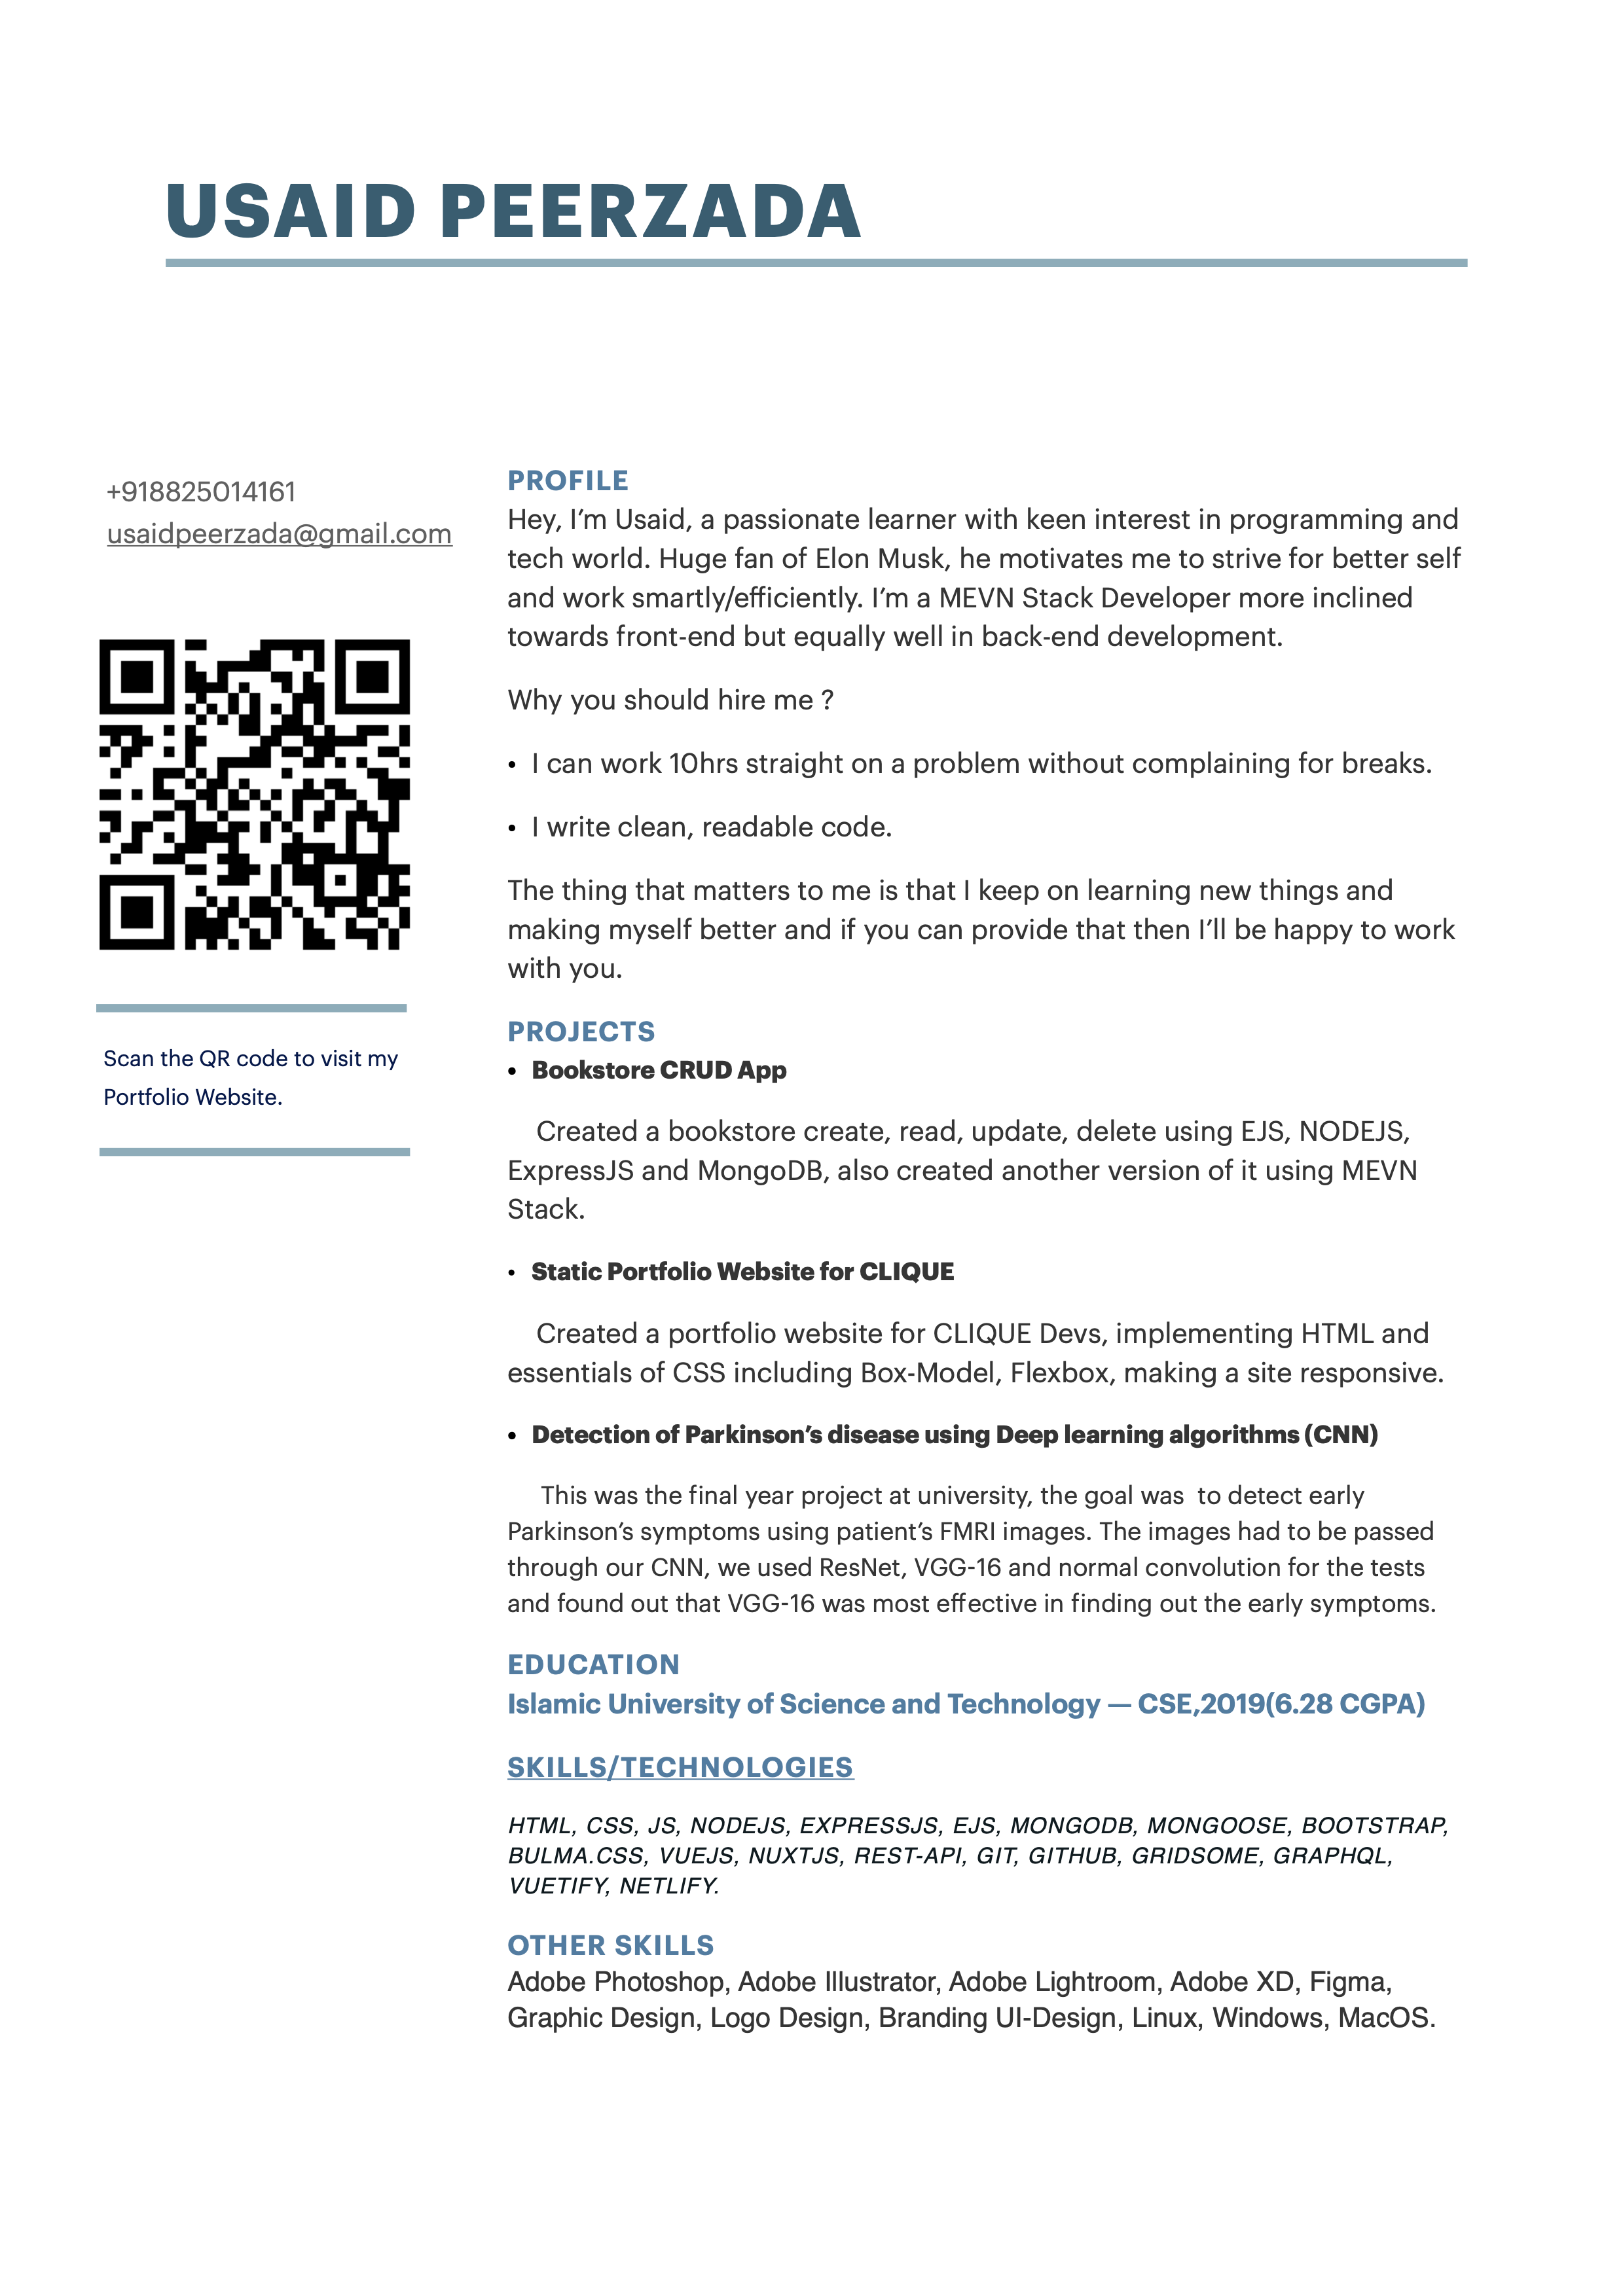 USAID PEERZADA
+918825014161
usaidpeerzada@gmail.com
Scan the QR code to visit my
Portfolio Website.
PROFILE
Hey, I’m Usaid, a passionate learner with keen interest in programming and
tech world. Huge fan of Elon Musk, he motivates me to strive for better self
and work smartly/efficiently. I’m a MEVN Stack Developer more inclined
towards front-end but equally well in back-end development.
Why you should hire me ?
• I can work 10hrs straight on a problem without complaining for breaks.
• I write clean, readable code.
The thing that matters to me is that I keep on learning new things and
making myself better and if you can provide that then I’ll be happy to work
with you.
PROJECTS
• Bookstore CRUD App
Created a bookstore create, read, update, delete using EJS, NODEJS,
ExpressJS and MongoDB, also created another version of it using MEVN
Stack.
• Static Portfolio Website for CLIQUE
Created a portfolio website for CLIQUE Devs, implementing HTML and
essentials of CSS including Box-Model, Flexbox, making a site responsive.
• Detection of Parkinson’s disease using Deep learning algorithms (CNN)
This was the final year project at university, the goal was  to detect early
Parkinson’s symptoms using patient’s FMRI images. The images had to be passed
through our CNN, we used ResNet, VGG-16 and normal convolution for the tests
and found out that VGG-16 was most effective in finding out the early symptoms.
EDUCATION
Islamic University of Science and Technology — CSE,2019(6.28 CGPA)
SKILLS/TECHNOLOGIES
HTML, CSS, JS, NODEJS, EXPRESSJS, EJS, MONGODB, MONGOOSE, BOOTSTRAP,
BULMA.CSS, VUEJS, NUXTJS, REST-API, GIT, GITHUB, GRIDSOME, GRAPHQL,
VUETIFY, NETLIFY.
OTHER SKILLS
Adobe Photoshop, Adobe Illustrator, Adobe Lightroom, Adobe XD, Figma,
Graphic Design, Logo Design, Branding UI-Design, Linux, Windows, MacOS.